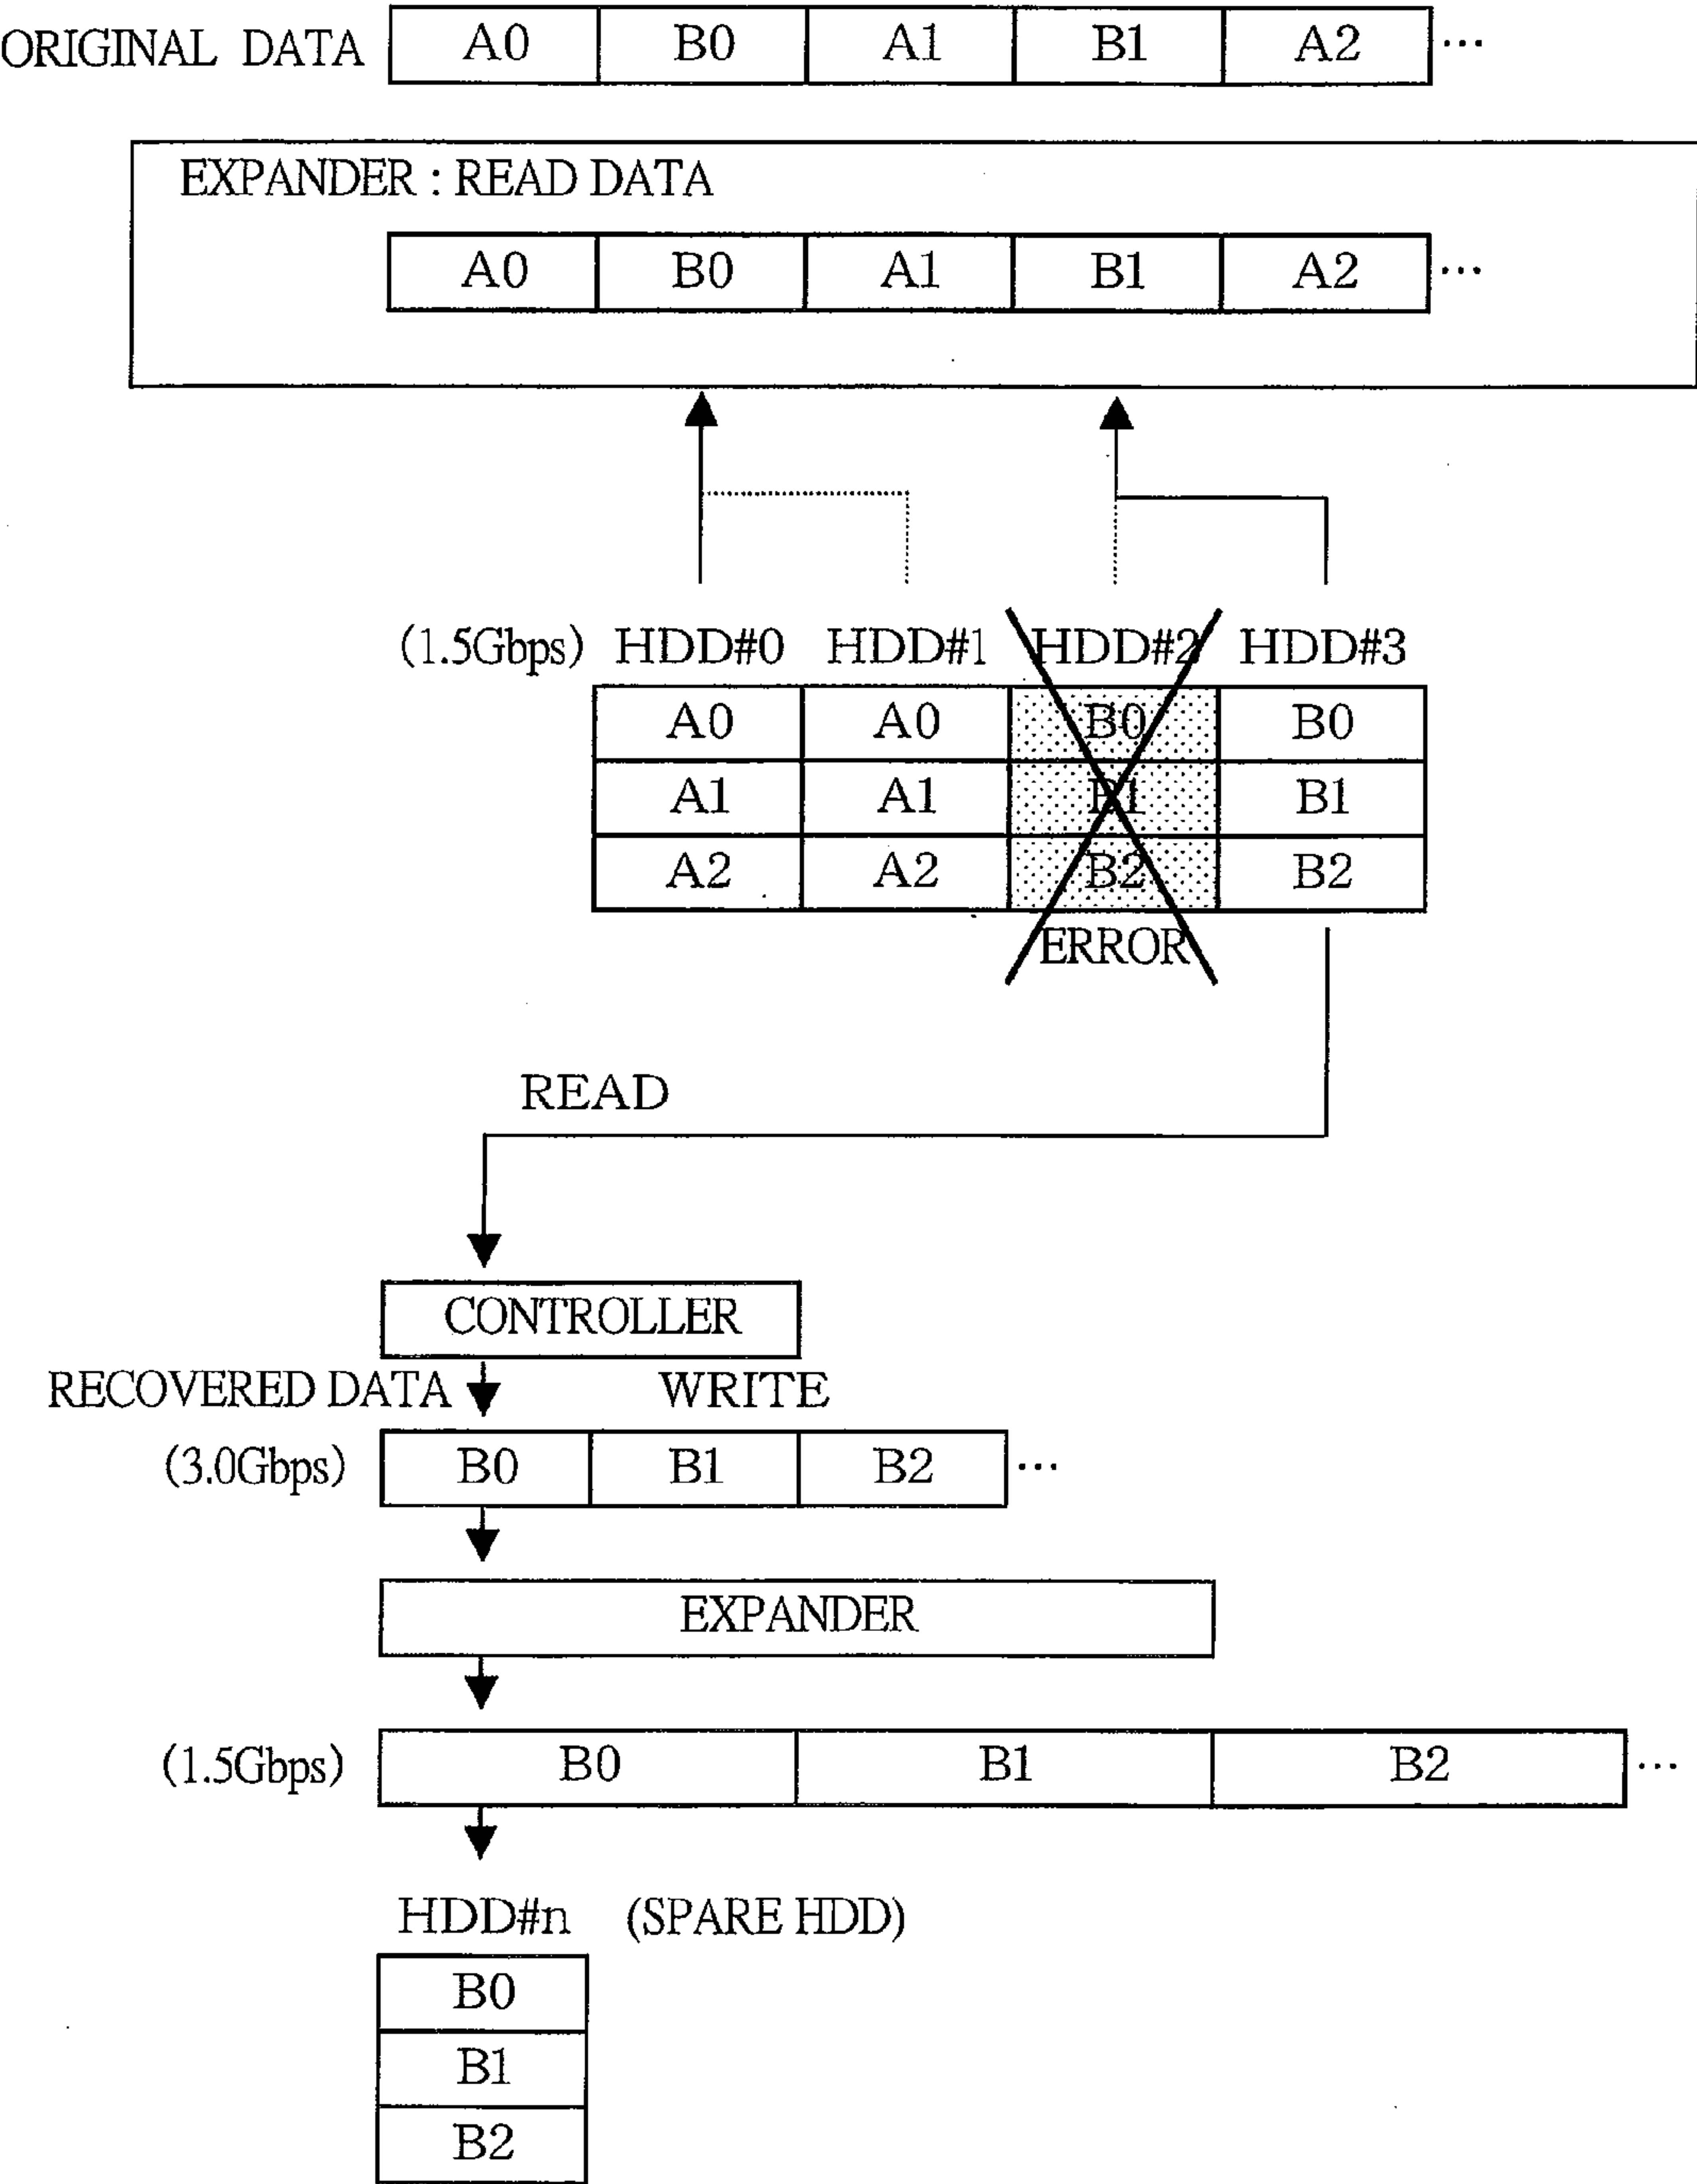 ORIGINAL DATA A0 B0 A1 B1 A2 ...
EXPANDER : READ DATA
A0 B0 A1 B1 A2 ...
(1.5Gbps) HDD#0 HDD#1 HDD#2 HDD#3
A0 A0 B0 B0
A1 A1 B1 B1
A2 A2 B2 B2
ERROR
READ
CONTROLLER
RECOVERED DATA WRITE
(3.0Gbps) B0 B1 B2 ...
EXPANDER
(1.5Gbps) B0 B1 B2 ...
HDD#n (SPARE HDD)
B0
B1
B2